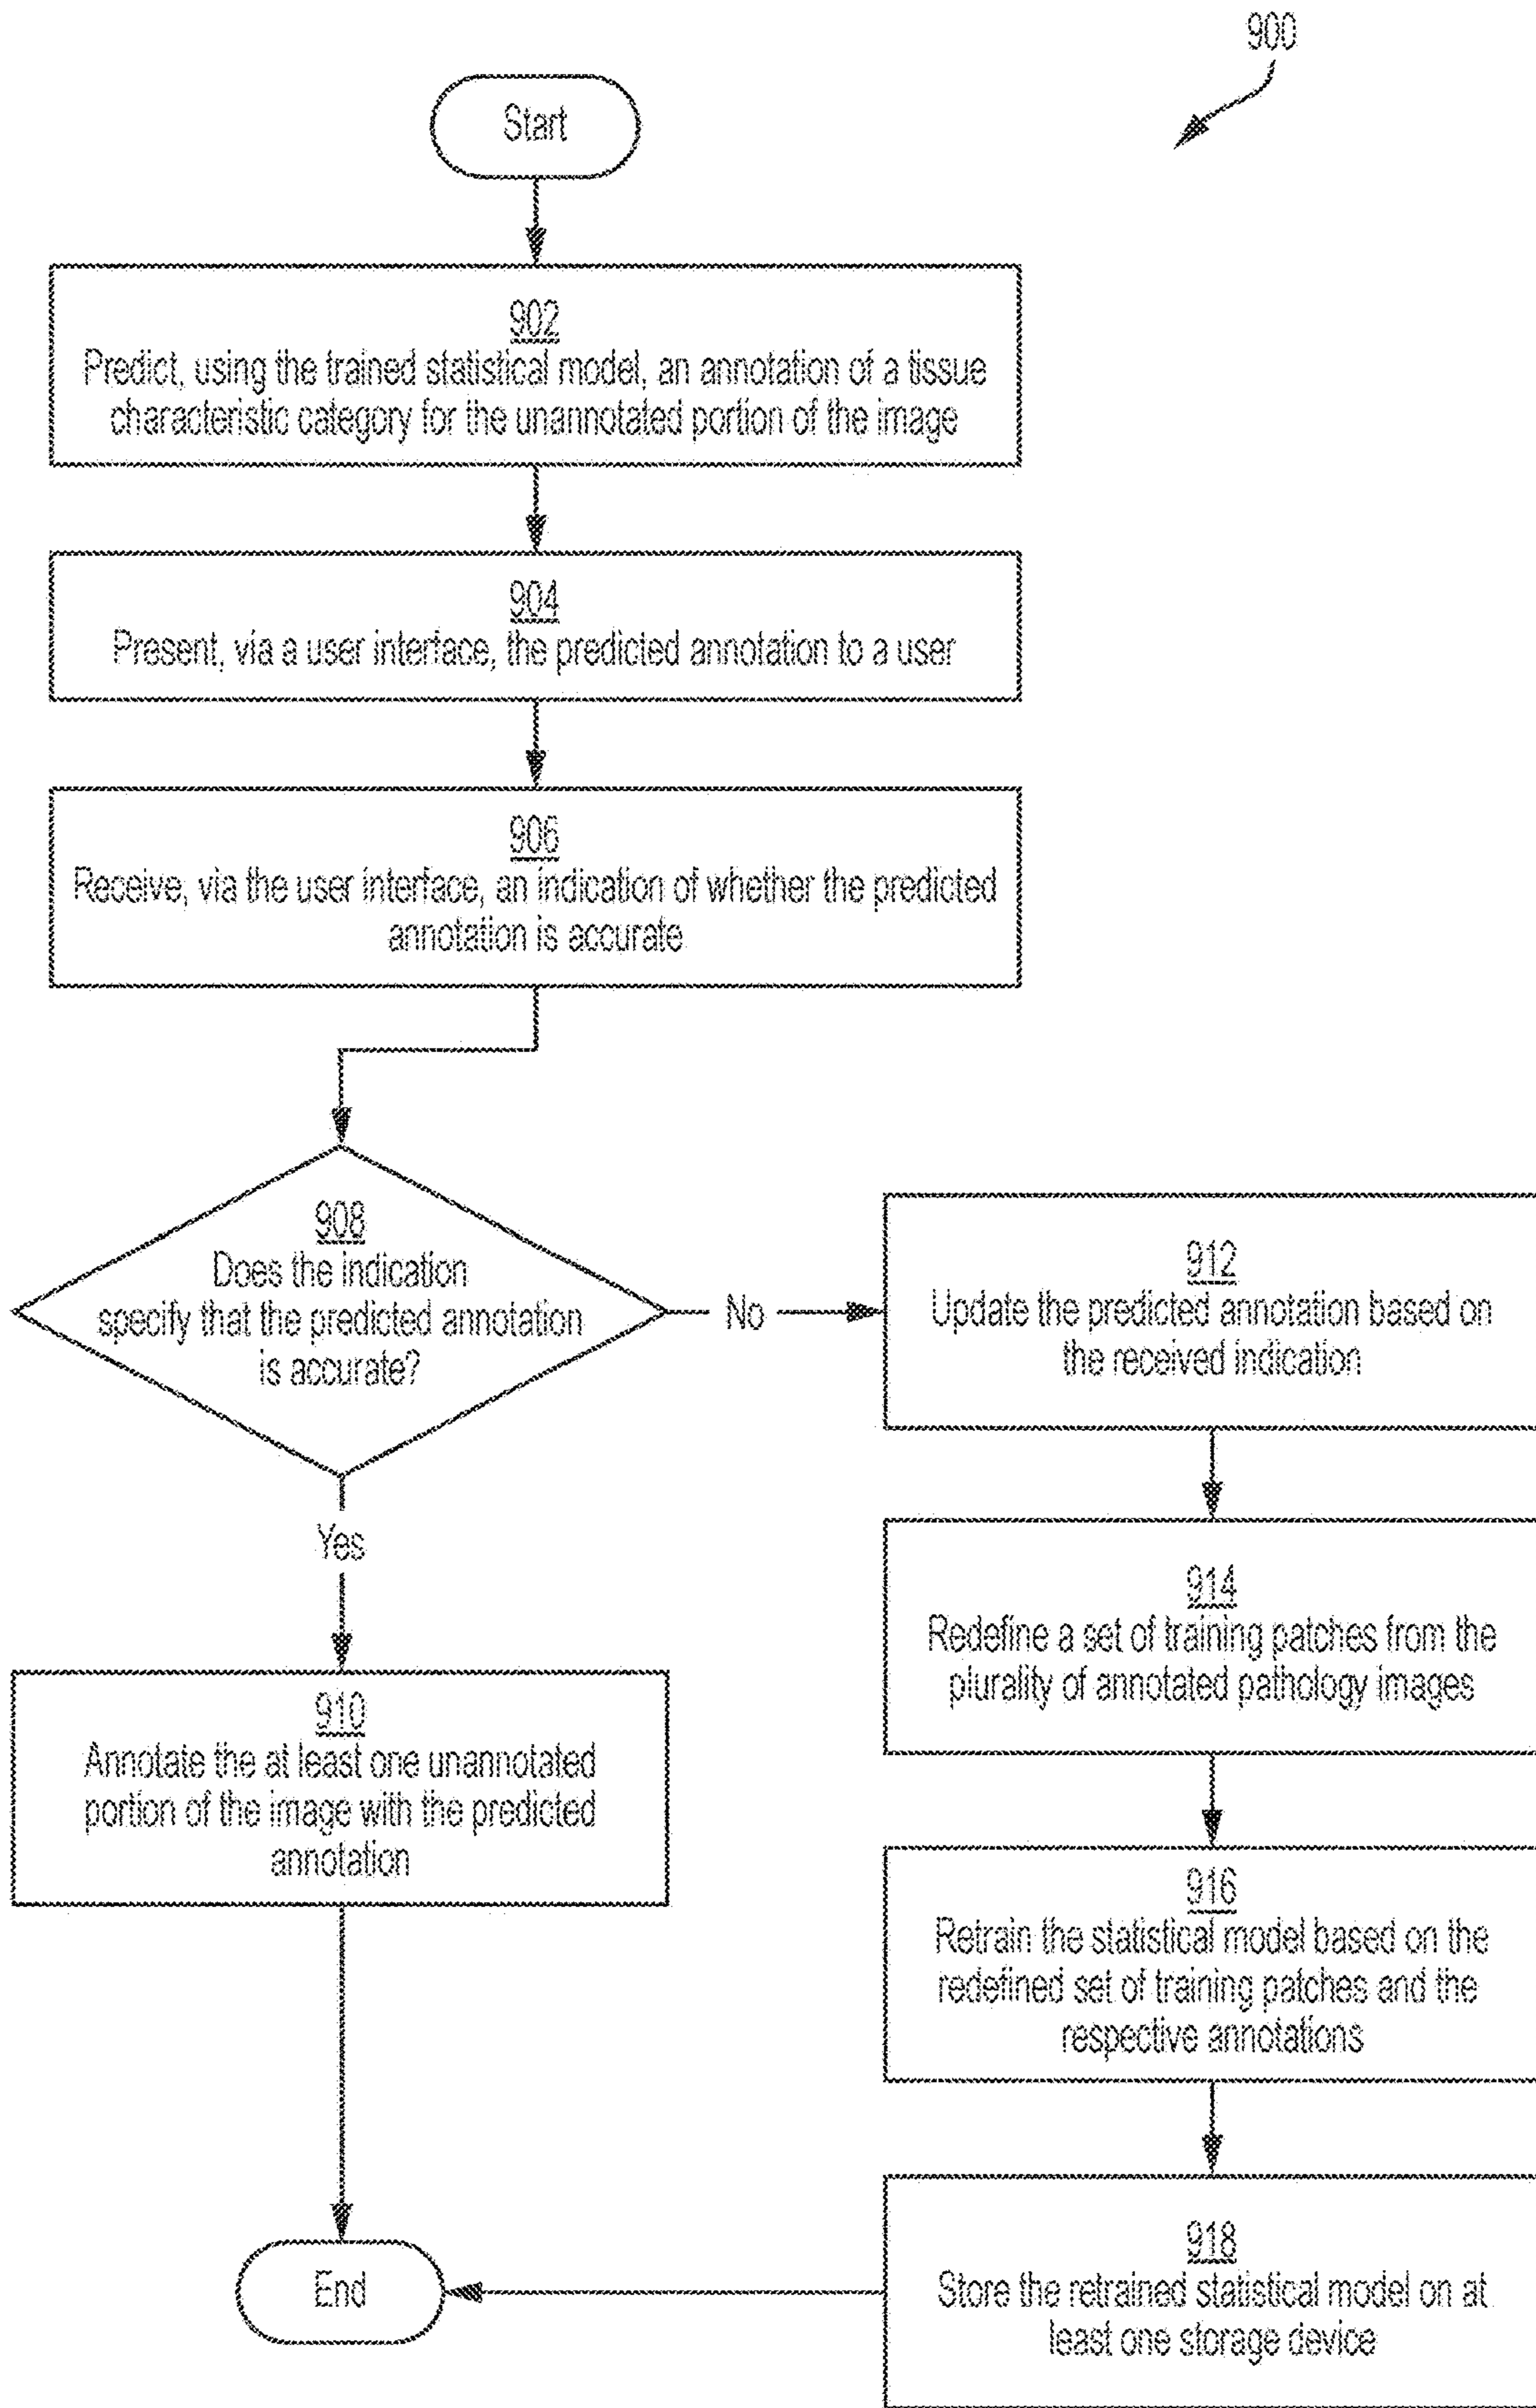 900
Start
902
Predict, using the trained statistical model, an annotation of a tissue
characteristic category for the unannotated portion of the image
904
Present, via a user interface, the predicted annotation to a user
906
Receive, via the user interface, an indication of whether the predicted
annotation is accurate
908
Does the indication
specify that the predicted annotation
is accurate?
No
Yes
910
Annotate the at least one unannotated
portion of the image with the predicted
annotation
912
Update the predicted annotation based on
the received indication
914
Redefine a set of training patches from the
plurality of annotated pathology images
916
Retrain the statistical model based on the
redefined set of training patches and the
respective annotations
918
Store the retrained statistical model on at
least one storage device
End